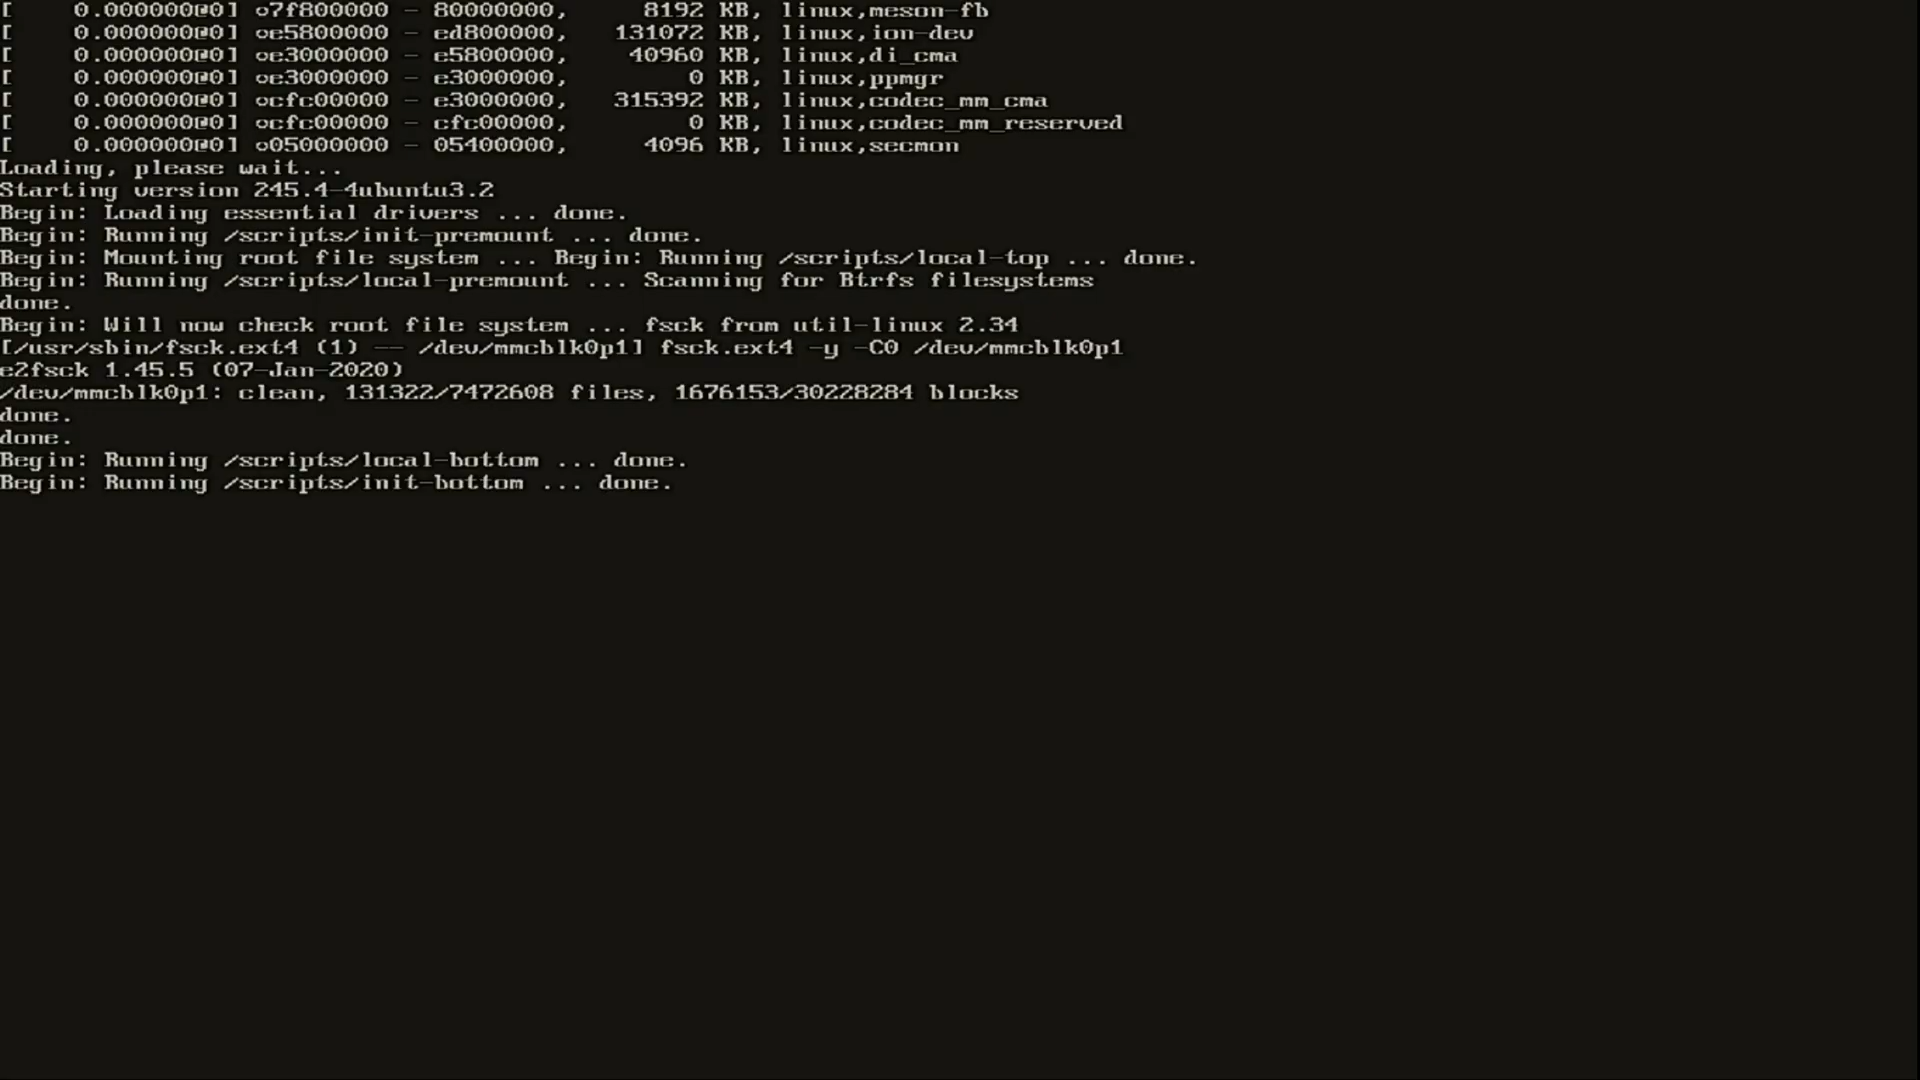 [    0.000000@0] o7f800000 - 80000000,     8192 KB, linux,meson-fb
[    0.000000@0] oe5800000 - ed800000,   131072 KB, linux,ion-dev
[    0.000000@0] oe3000000 - e5800000,    40960 KB, linux,di_cma
[    0.000000@0] oe3000000 - e3000000,        0 KB, linux,ppmgr
[    0.000000@0] ocfc00000 - e3000000,   315392 KB, linux,codec_mm_cma
[    0.000000@0] ocfc00000 - cfc00000,        0 KB, linux,codec_mm_reserved
[    0.000000@0] o05000000 - 05400000,     4096 KB, linux,secmon
Loading, please wait...
Starting version 245.4-4ubuntu3.2
Begin: Loading essential drivers ... done.
Begin: Running /scripts/init-premount ... done.
Begin: Mounting root file system ... Begin: Running /scripts/local-top ... done.
Begin: Running /scripts/local-premount ... Scanning for Btrfs filesystems
done.
Begin: Will now check root file system ... fsck from util-linux 2.34
[/usr/sbin/fsck.ext4 (1) -- /dev/mmcblk0p1] fsck.ext4 -y -C0 /dev/mmcblk0p1
e2fsck 1.45.5 (07-Jan-2020)
/dev/mmcblk0p1: clean, 131322/7472608 files, 1676153/30228284 blocks
done.
done.
Begin: Running /scripts/local-bottom ... done.
Begin: Running /scripts/init-bottom ... done.